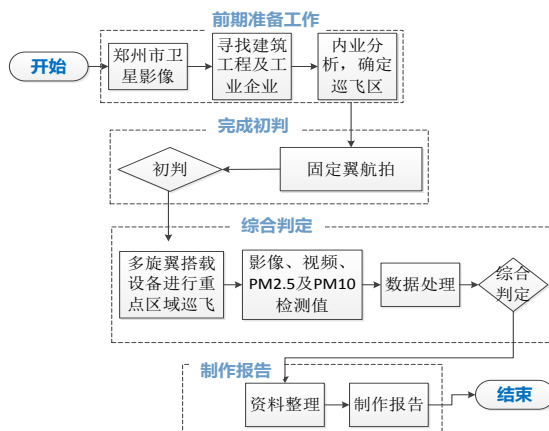 前期准备工作
开始
郑州市卫
星影像
寻找建筑
工程及工
业企业
内业分
析，确定
巡飞区
完成初判
初判
固定翼航拍
综合判定
多旋翼搭载
设备进行重
点区域巡飞
影像、视频、
PM2.5及PM10
检测值
数据处理
综合
判定
制作报告
资料整理
制作报告
结束